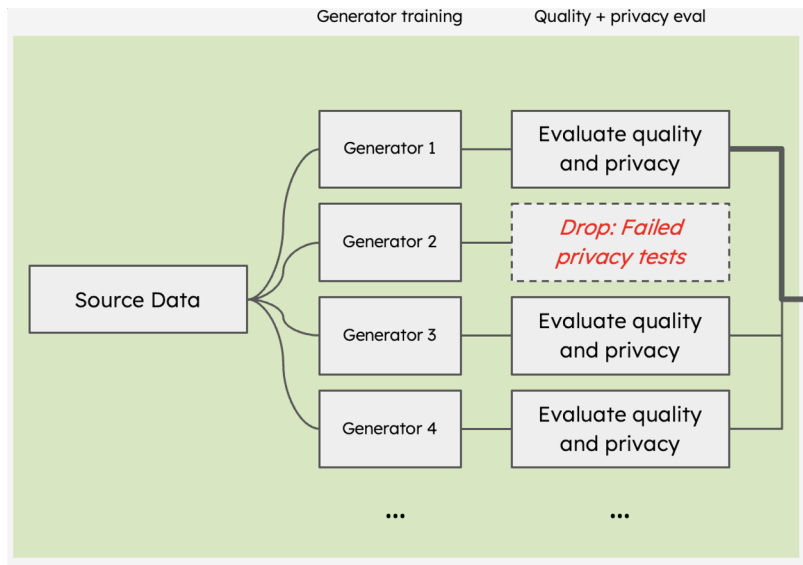 Generator training
Quality + privacy eval
Generator 1
Evaluate quality
and privacy
Generator 2
Drop: Failed
privacy tests
Source Data
Generator 3
Evaluate quality
and privacy
Generator 4
Evaluate quality
and privacy
...
...